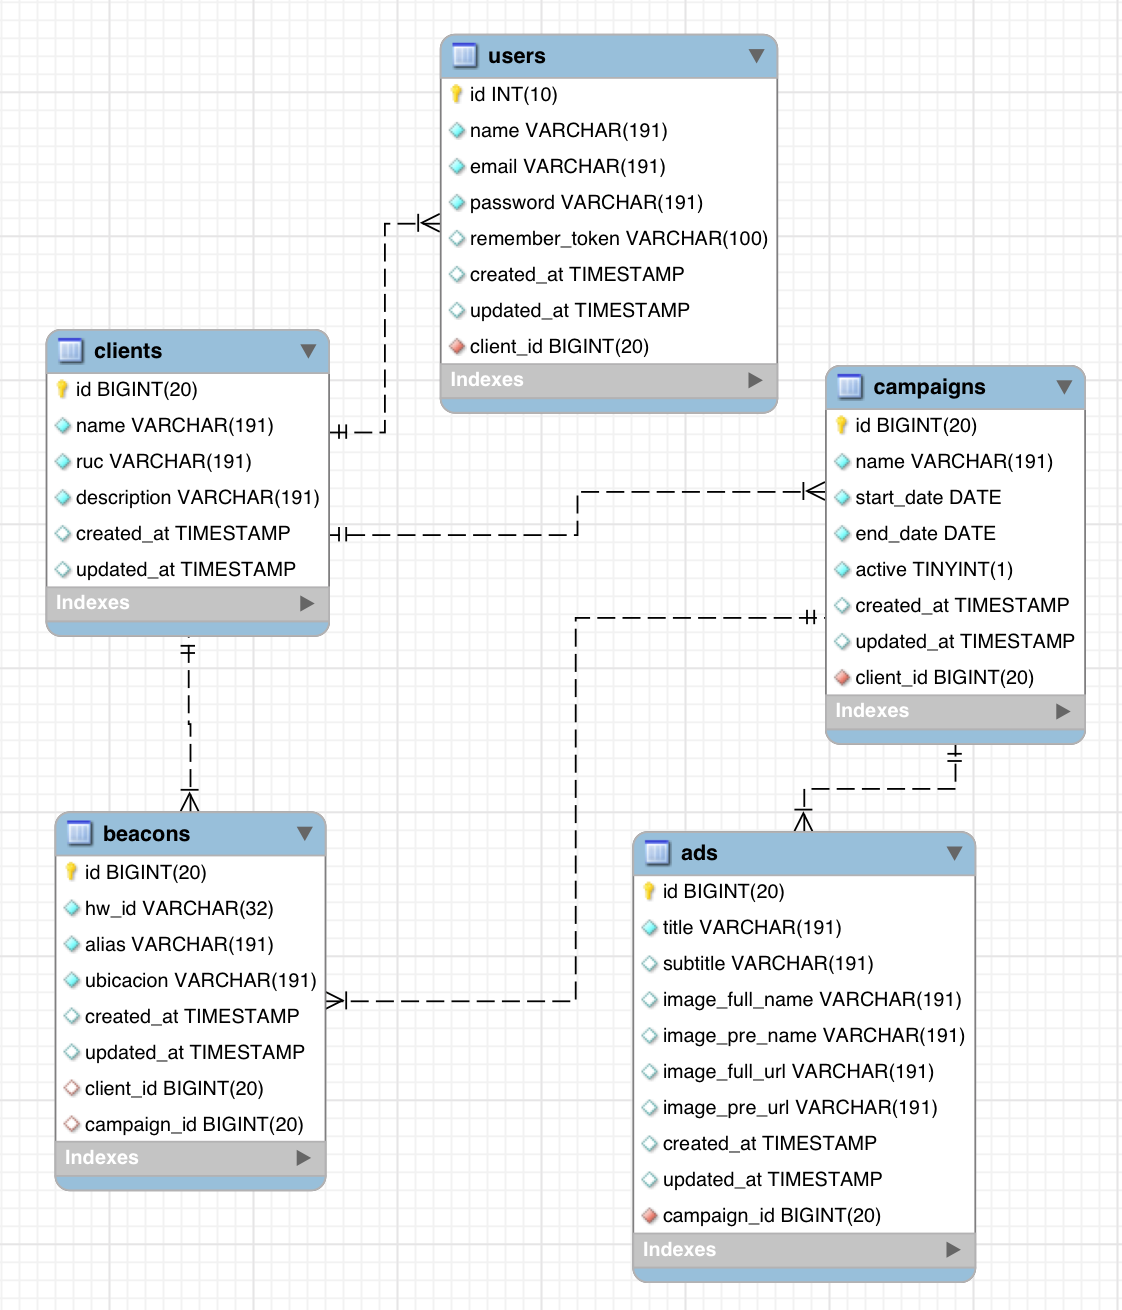 users
id INT(10)
name VARCHAR(191)
email VARCHAR(191)
password VARCHAR(191)
remember_token VARCHAR(100)
created_at TIMESTAMP
updated_at TIMESTAMP
client_id BIGINT(20)
Indexes
clients
id BIGINT(20)
name VARCHAR(191)
ruc VARCHAR(191)
description VARCHAR(191)
created_at TIMESTAMP
updated_at TIMESTAMP
Indexes
campaigns
id BIGINT(20)
name VARCHAR(191)
start_date DATE
end_date DATE
active TINYINT(1)
created_at TIMESTAMP
updated_at TIMESTAMP
client_id BIGINT(20)
Indexes
beacons
id BIGINT(20)
hw_id VARCHAR(32)
alias VARCHAR(191)
ubicacion VARCHAR(191)
created_at TIMESTAMP
updated_at TIMESTAMP
client_id BIGINT(20)
campaign_id BIGINT(20)
Indexes
ads
id BIGINT(20)
title VARCHAR(191)
subtitle VARCHAR(191)
image_full_name VARCHAR(191)
image_pre_name VARCHAR(191)
image_full_url VARCHAR(191)
image_pre_url VARCHAR(191)
created_at TIMESTAMP
updated_at TIMESTAMP
campaign_id BIGINT(20)
Indexes